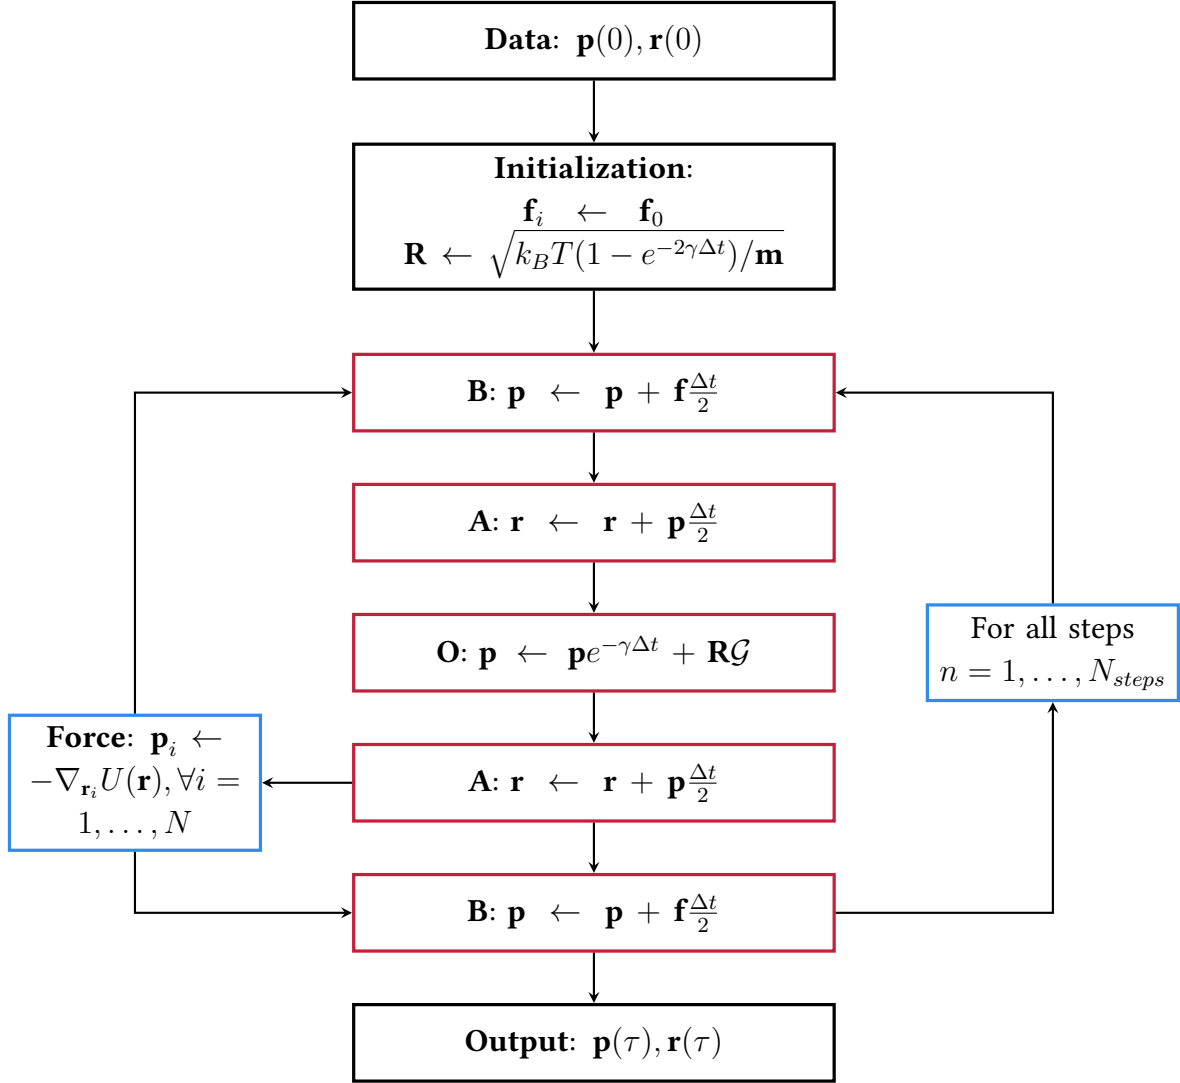 Data: p(0), r(0)
Initialization:
f_i ← f_0
R ← √(k_B T(1 − e^{−2γΔt})/m)
B: p ← p + f Δt/2
A: r ← r + p Δt/2
O: p ← pe^{−γΔt} + R𝒢
For all steps
n = 1, . . . , N_{steps}
Force: p_i ←
−∇_{r_i} U(r), ∀i =
1, . . . , N
A: r ← r + p Δt/2
B: p ← p + f Δt/2
Output: p(τ), r(τ)